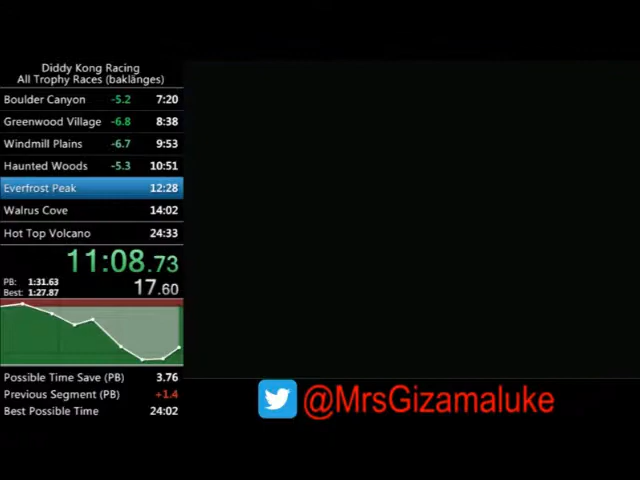 Diddy Kong Racing
All Trophy Races (baklänges)
Boulder Canyon -5.2 7:20
Greenwood Village -6.8 8:38
Windmill Plains -6.7 9:53
Haunted Woods -5.3 10:51
Everfrost Peak 12:28
Walrus Cove 14:02
Hot Top Volcano 24:33
11:08.73
PB: 1:31.63
Best: 1:27.87
17.60
Possible Time Save (PB) 3.76
Previous Segment (PB) +1.4
Best Possible Time 24:02
@MrsGizamaluke